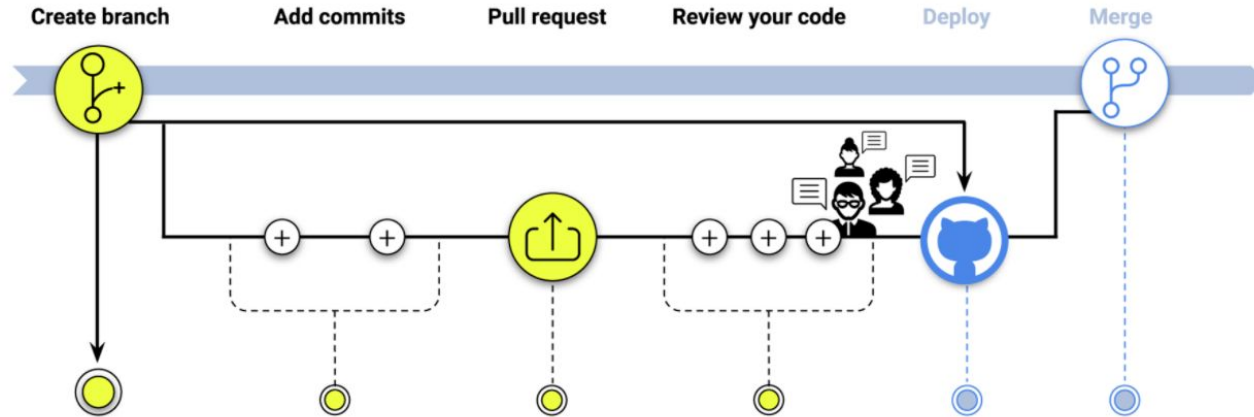 Create branch
Add commits
Pull request
Review your code
Deploy
Merge